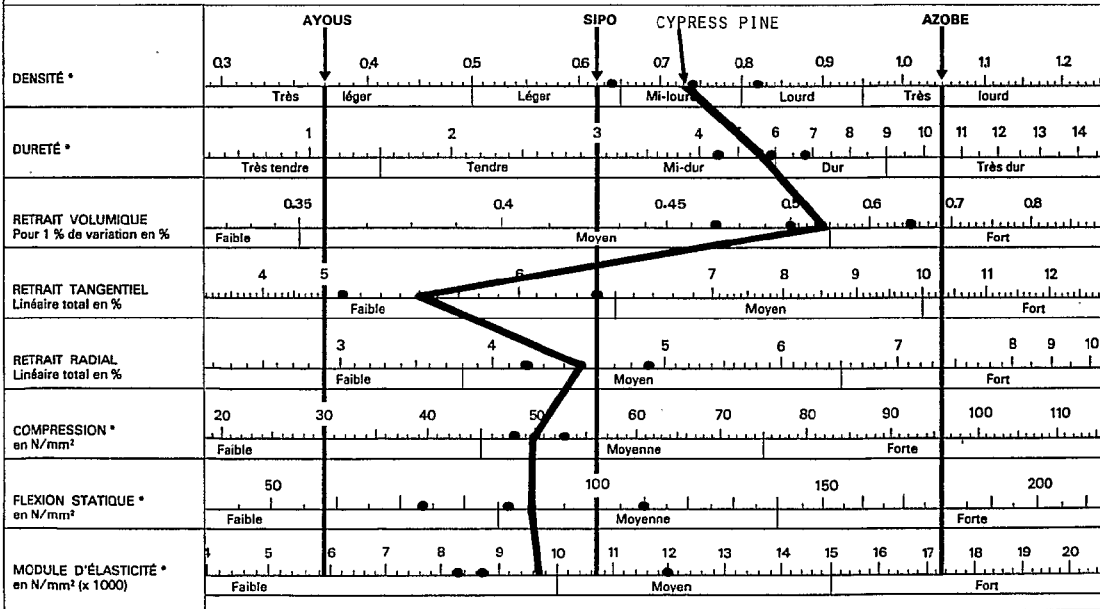 AYOUS SIPO CYPRESS PINE AZOBE
DENSITÉ *
0.3 0.4 0.5 0.6 0.7 0.8 0.9 1.0 1.1 1.2
Très léger Léger Mi-lourd Lourd Très lourd
DURETÉ *
1 2 3 4 6 7 8 9 10 11 12 13 14
Très tendre Tendre Mi-dur Dur Très dur
RETRAIT VOLUMIQUE
Pour 1 % de variation en %
0.35 0.4 0.45 0.5 0.6 0.7 0.8
Faible Moyen Fort
RETRAIT TANGENTIEL
Linéaire total en %
4 5 6 7 8 9 10 11 12
Faible Moyen Fort
RETRAIT RADIAL
Linéaire total en %
3 4 5 6 7 8 9 10
Faible Moyen Fort
COMPRESSION *
en N/mm²
20 30 40 50 60 70 80 90 100 110
Faible Moyenne Forte
FLEXION STATIQUE *
en N/mm²
50 100 150 200
Faible Moyenne Forte
MODULE D'ÉLASTICITÉ *
en N/mm² (x 1000)
4 5 6 7 8 9 10 11 12 13 14 15 16 17 18 19 20
Faible Moyen Fort